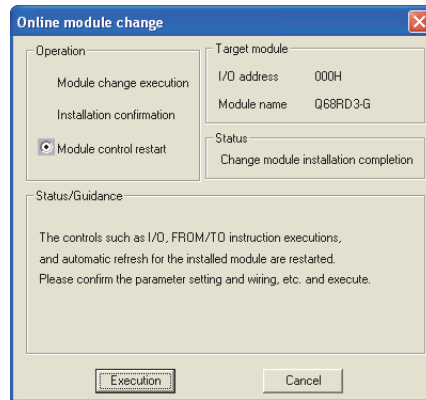 Online module change
Operation
Module change execution
Installation confirmation
Module control restart
Target module
I/O address 000H
Module name Q68RD3-G
Status
Change module installation completion
Status/Guidance
The controls such as I/O, FROM/TO instruction executions,
and automatic refresh for the installed module are restarted.
Please confirm the parameter setting and wiring, etc. and execute.
Execution
Cancel